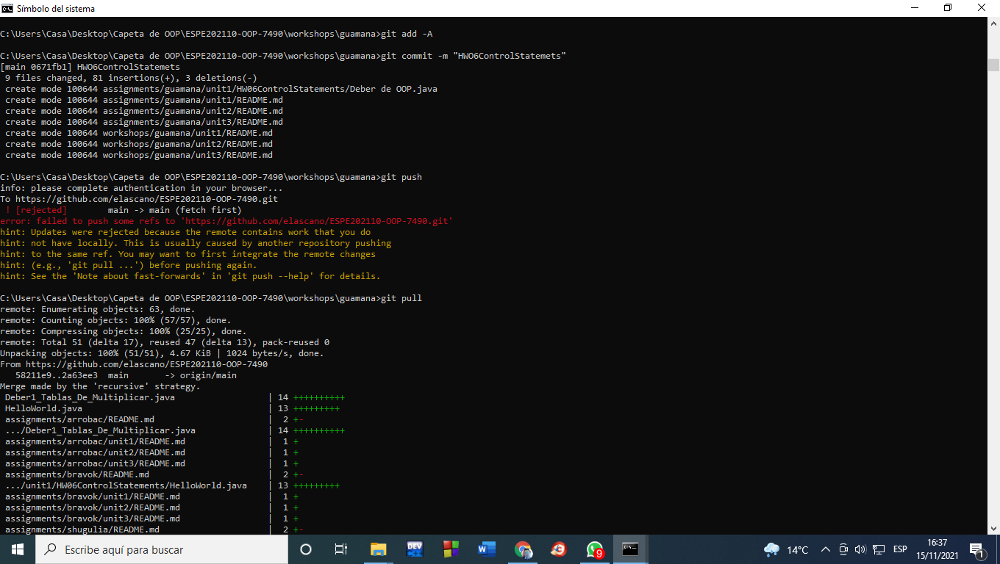 Símbolo del sistema
C:\Users\Casa\Desktop\Capeta de OOP\ESPE202110-OOP-7490\workshops\guamana>git add -A
C:\Users\Casa\Desktop\Capeta de OOP\ESPE202110-OOP-7490\workshops\guamana>git commit -m "HWO6ControlStatemets"
[main 0671fb1] HWO6ControlStatemets
9 files changed, 81 insertions(+), 3 deletions(-)
create mode 100644 assignments/guamana/unit1/HW06ControlStatements/Deber de OOP.java
create mode 100644 assignments/guamana/unit1/README.md
create mode 100644 assignments/guamana/unit2/README.md
create mode 100644 assignments/guamana/unit3/README.md
create mode 100644 workshops/guamana/unit1/README.md
create mode 100644 workshops/guamana/unit2/README.md
create mode 100644 workshops/guamana/unit3/README.md
C:\Users\Casa\Desktop\Capeta de OOP\ESPE202110-OOP-7490\workshops\guamana>git push
info: please complete authentication in your browser...
To https://github.com/elascano/ESPE202110-OOP-7490.git
! [rejected]        main -> main (fetch first)
error: failed to push some refs to 'https://github.com/elascano/ESPE202110-OOP-7490.git'
hint: Updates were rejected because the remote contains work that you do
hint: not have locally. This is usually caused by another repository pushing
hint: to the same ref. You may want to first integrate the remote changes
hint: (e.g., 'git pull ...') before pushing again.
hint: See the 'Note about fast-forwards' in 'git push --help' for details.
C:\Users\Casa\Desktop\Capeta de OOP\ESPE202110-OOP-7490\workshops\guamana>git pull
remote: Enumerating objects: 63, done.
remote: Counting objects: 100% (57/57), done.
remote: Compressing objects: 100% (25/25), done.
remote: Total 51 (delta 17), reused 47 (delta 13), pack-reused 0
Unpacking objects: 100% (51/51), 4.67 KiB | 1024 bytes/s, done.
From https://github.com/elascano/ESPE202110-OOP-7490
58211e9..2a63ee3  main       -> origin/main
Merge made by the 'recursive' strategy.
Deber1_Tablas_De_Multiplicar.java | 14 ++++++++++
HelloWorld.java | 13 +++++++++
assignments/arrobac/README.md | 2 +-
.../Deber1_Tablas_De_Multiplicar.java | 14 ++++++++++
assignments/arrobac/unit1/README.md | 1 +
assignments/arrobac/unit2/README.md | 1 +
assignments/arrobac/unit3/README.md | 1 +
assignments/bravok/README.md | 2 +-
.../unit1/HW06ControlStatements/HelloWorld.java | 13 +++++++++
assignments/bravok/unit1/README.md | 1 +
assignments/bravok/unit2/README.md | 1 +
assignments/bravok/unit3/README.md | 1 +
assignments/shugulia/README.md | 2 +-
Escribe aquí para buscar
DEV
9
14°C
ESP
16:37
15/11/2021
1